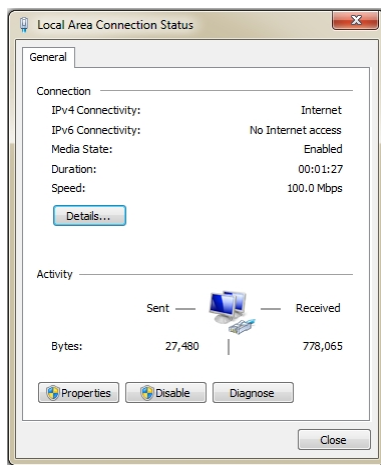 Local Area Connection Status
General
Connection
IPv4 Connectivity: Internet
IPv6 Connectivity: No Internet access
Media State: Enabled
Duration: 00:01:27
Speed: 100.0 Mbps
Details...
Activity
Sent — — Received
Bytes: 27,480 | 778,065
Properties Disable Diagnose
Close